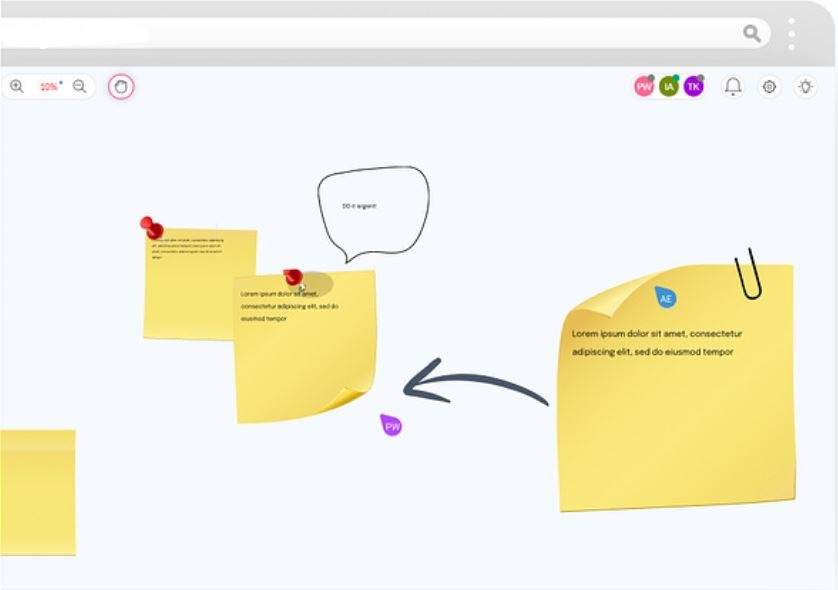 10%
PW IA TK
DO it urgent!
Lorem ipsum dolor sit amet,
consectetur adipiscing elit, sed do
eiusmod tempor
AE
Lorem ipsum dolor sit amet, consectetur
adipiscing elit, sed do eiusmod tempor
PW